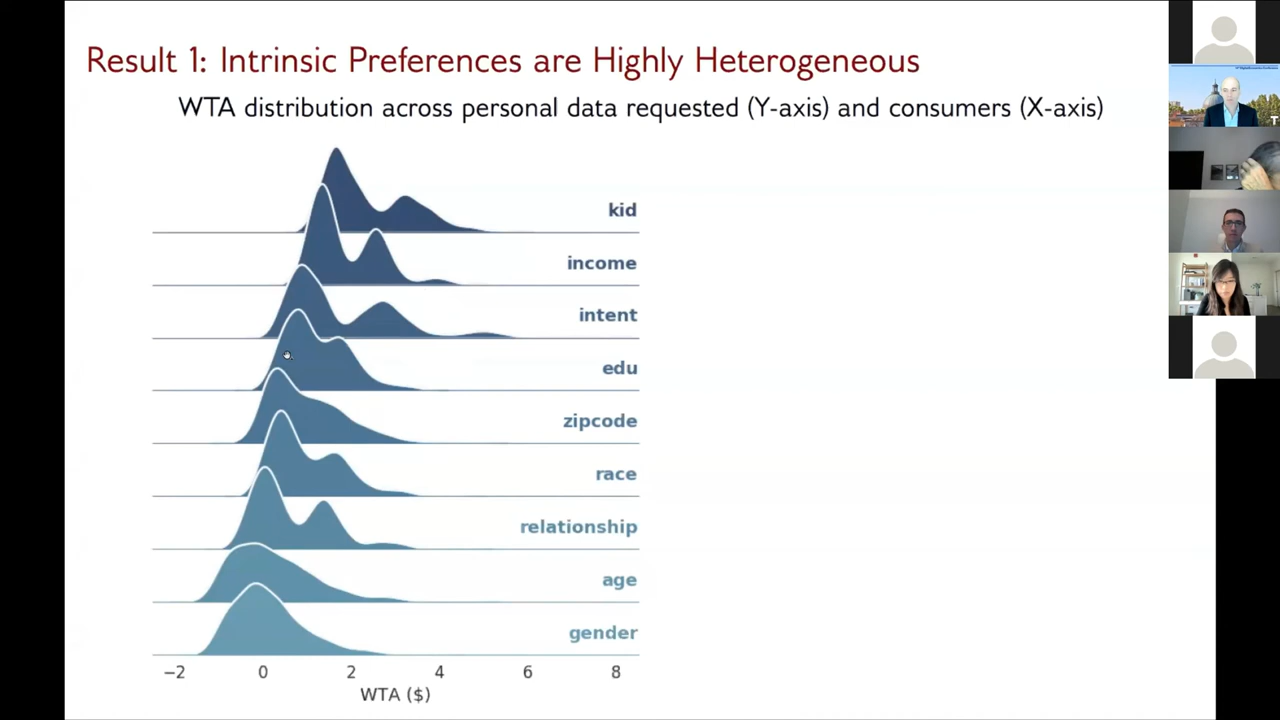 Result 1: Intrinsic Preferences are Highly Heterogeneous
WTA distribution across personal data requested (Y-axis) and consumers (X-axis)
kid
income
intent
edu
zipcode
race
relationship
age
gender
−2 0 2 4 6 8
WTA ($)
T